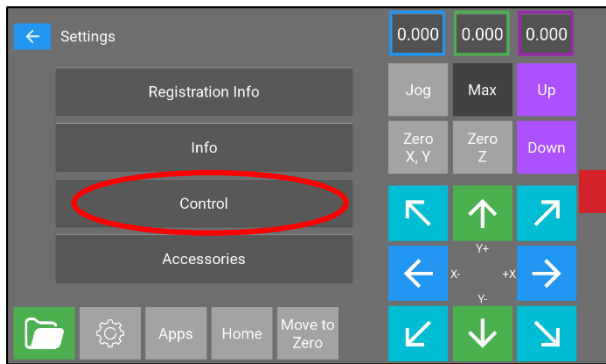 Settings
0.000 0.000 0.000
Registration Info
Jog Max Up
Info
Zero X, Y
Zero Z
Down
Control
Accessories
Y+
X- +X
Y-
Apps Home
Move to
Zero